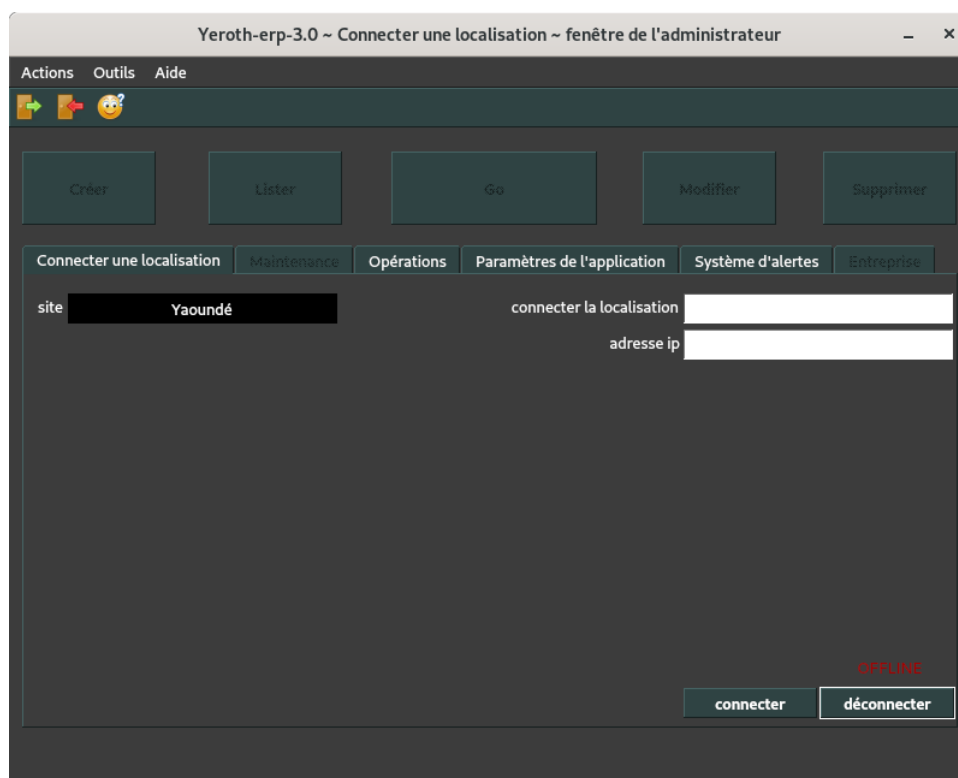 Yeroth-erp-3.0 ~ Connecter une localisation ~ fenêtre de l'administrateur
Actions Outils Aide
Créer Lister Go Modifier Supprimer
Connecter une localisation Maintenance Opérations Paramètres de l'application Système d'alertes Entreprise
site Yaoundé connecter la localisation
adresse ip
OFFLINE
connecter déconnecter